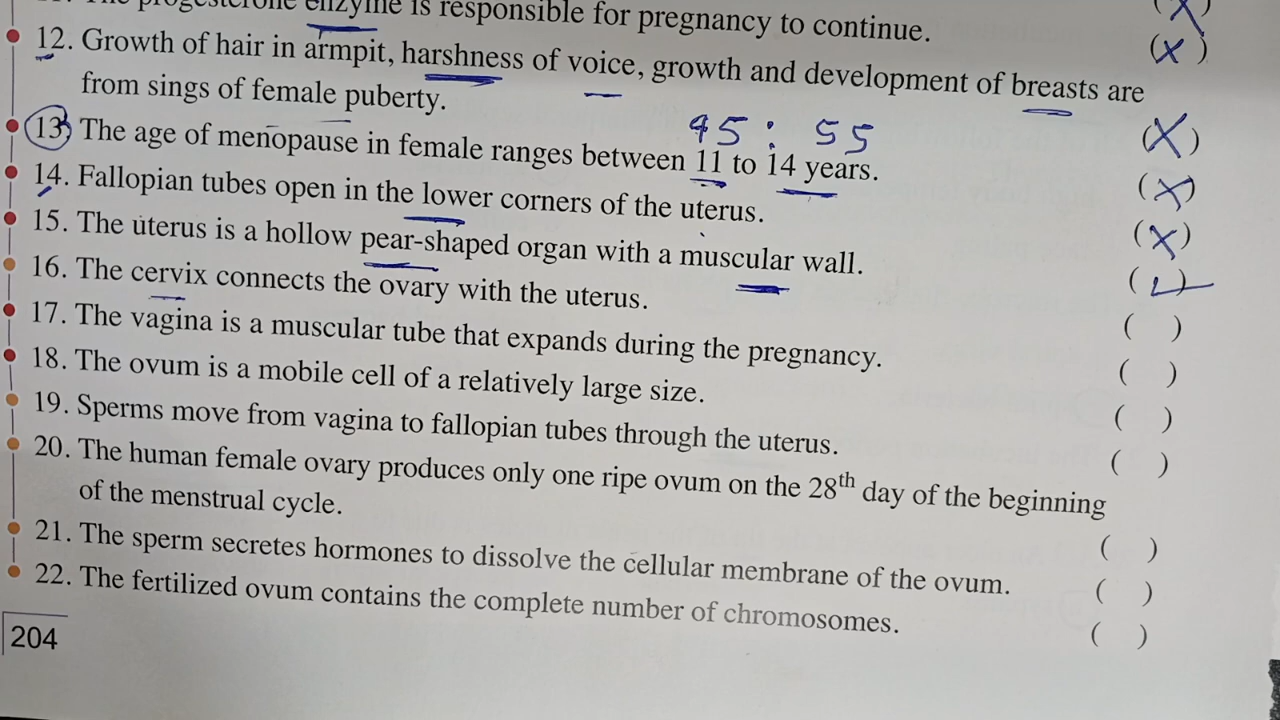 progesterone enzyme is responsible for pregnancy to continue. (X)
12. Growth of hair in armpit, harshness of voice, growth and development of breasts are (x)
from sings of female puberty. (X)
45 : 55
13. The age of menopause in female ranges between 11 to 14 years. (X)
14. Fallopian tubes open in the lower corners of the uterus. (X)
15. The uterus is a hollow pear-shaped organ with a muscular wall. (✓)
16. The cervix connects the ovary with the uterus. ( )
17. The vagina is a muscular tube that expands during the pregnancy. ( )
18. The ovum is a mobile cell of a relatively large size. ( )
19. Sperms move from vagina to fallopian tubes through the uterus. ( )
20. The human female ovary produces only one ripe ovum on the 28th day of the beginning
of the menstrual cycle. ( )
21. The sperm secretes hormones to dissolve the cellular membrane of the ovum. ( )
22. The fertilized ovum contains the complete number of chromosomes. ( )
204